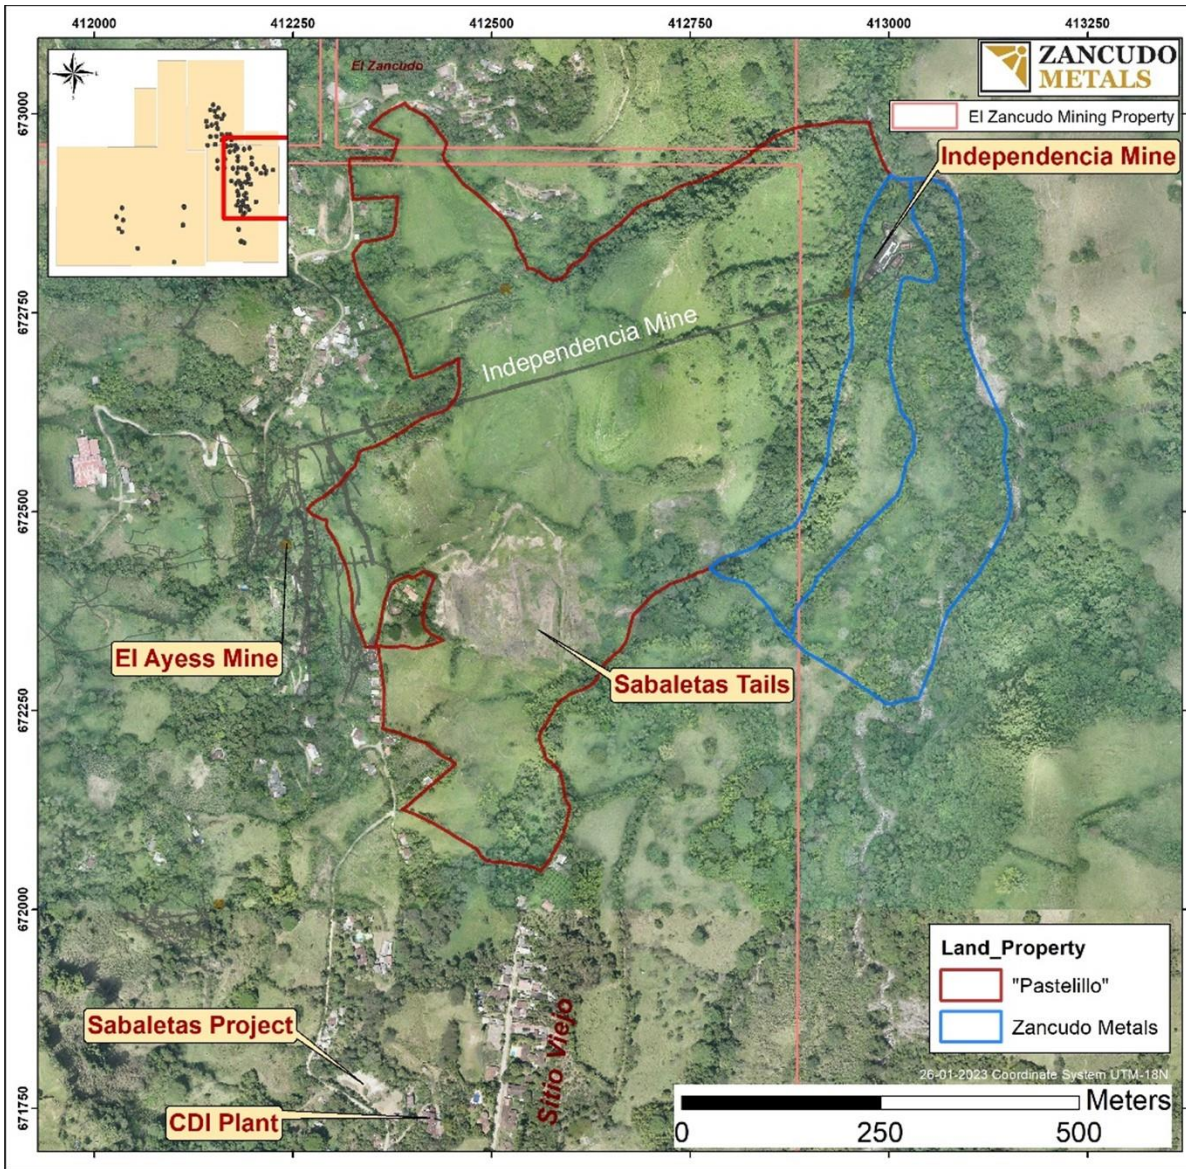 412000 412250 412500 412750 413000 413250
673000
672750
672500
672250
672000
671750
El Zancudo
ZANCUDO
METALS
El Zancudo Mining Property
Independencia Mine
Independencia Mine
El Ayess Mine
Sabaletas Tails
Sabaletas Project
CDI Plant
Sitio Viejo
Land_Property
"Pastelillo"
Zancudo Metals
26-01-2023 Coordinate System UTM-18N
Meters
0 250 500